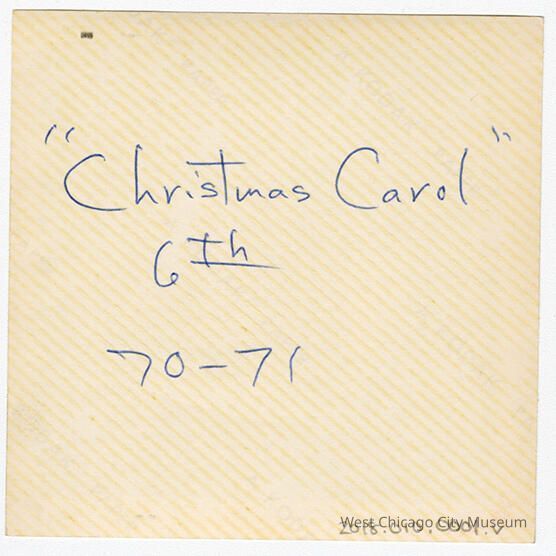 "Christmas Carol"
6th
70-71
West Chicago City Museum